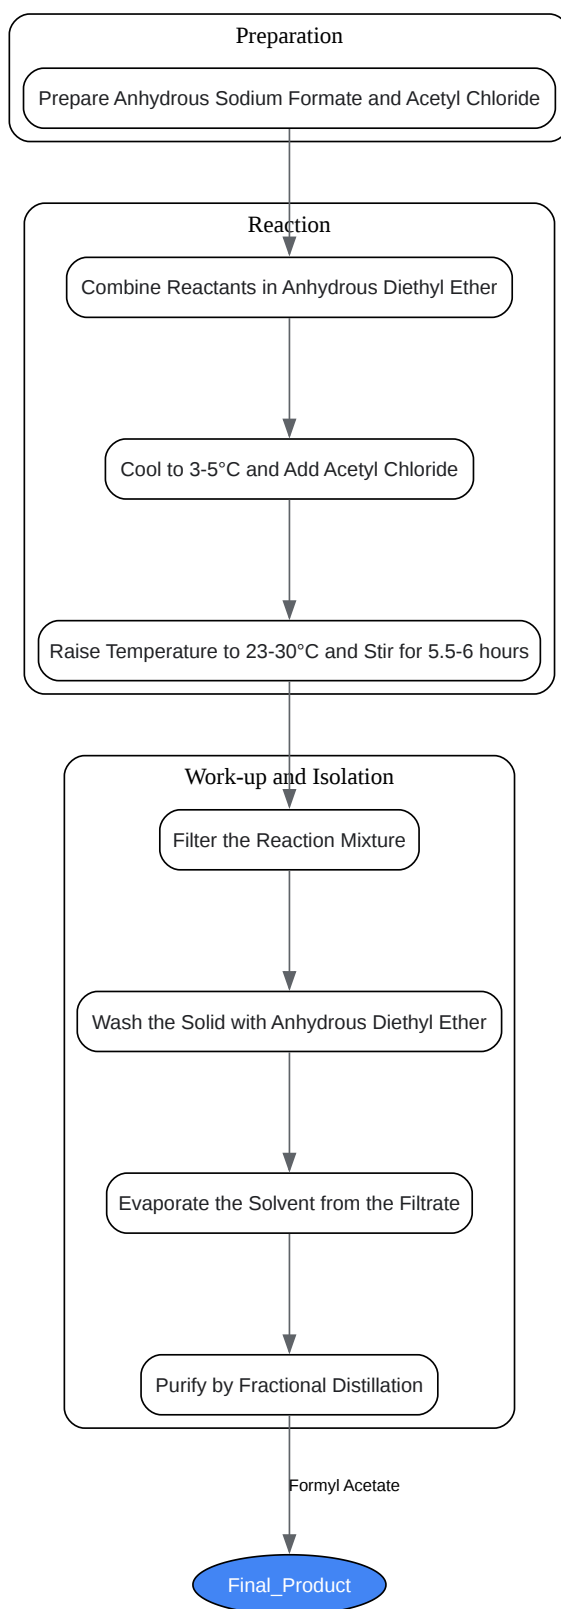 Preparation
Prepare Anhydrous Sodium Formate and Acetyl Chloride
Reaction
Combine Reactants in Anhydrous Diethyl Ether
Cool to 3-5°C and Add Acetyl Chloride
Raise Temperature to 23-30°C and Stir for 5.5-6 hours
Work-up and Isolation
Filter the Reaction Mixture
Wash the Solid with Anhydrous Diethyl Ether
Evaporate the Solvent from the Filtrate
Purify by Fractional Distillation
Formyl Acetate
Final_Product